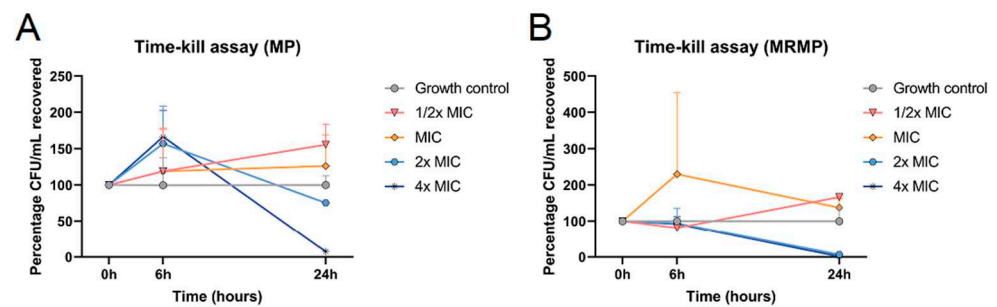 A
Time-kill assay (MP)
Percentage CFU/mL recovered
250
200
150
100
50
0
0h
6h
24h
Time (hours)
Growth control
1/2x MIC
MIC
2x MIC
4x MIC
B
Time-kill assay (MRMP)
Percentage CFU/mL recovered
500
400
300
200
100
0
0h
6h
24h
Time (hours)
Growth control
1/2x MIC
MIC
2x MIC
4x MIC